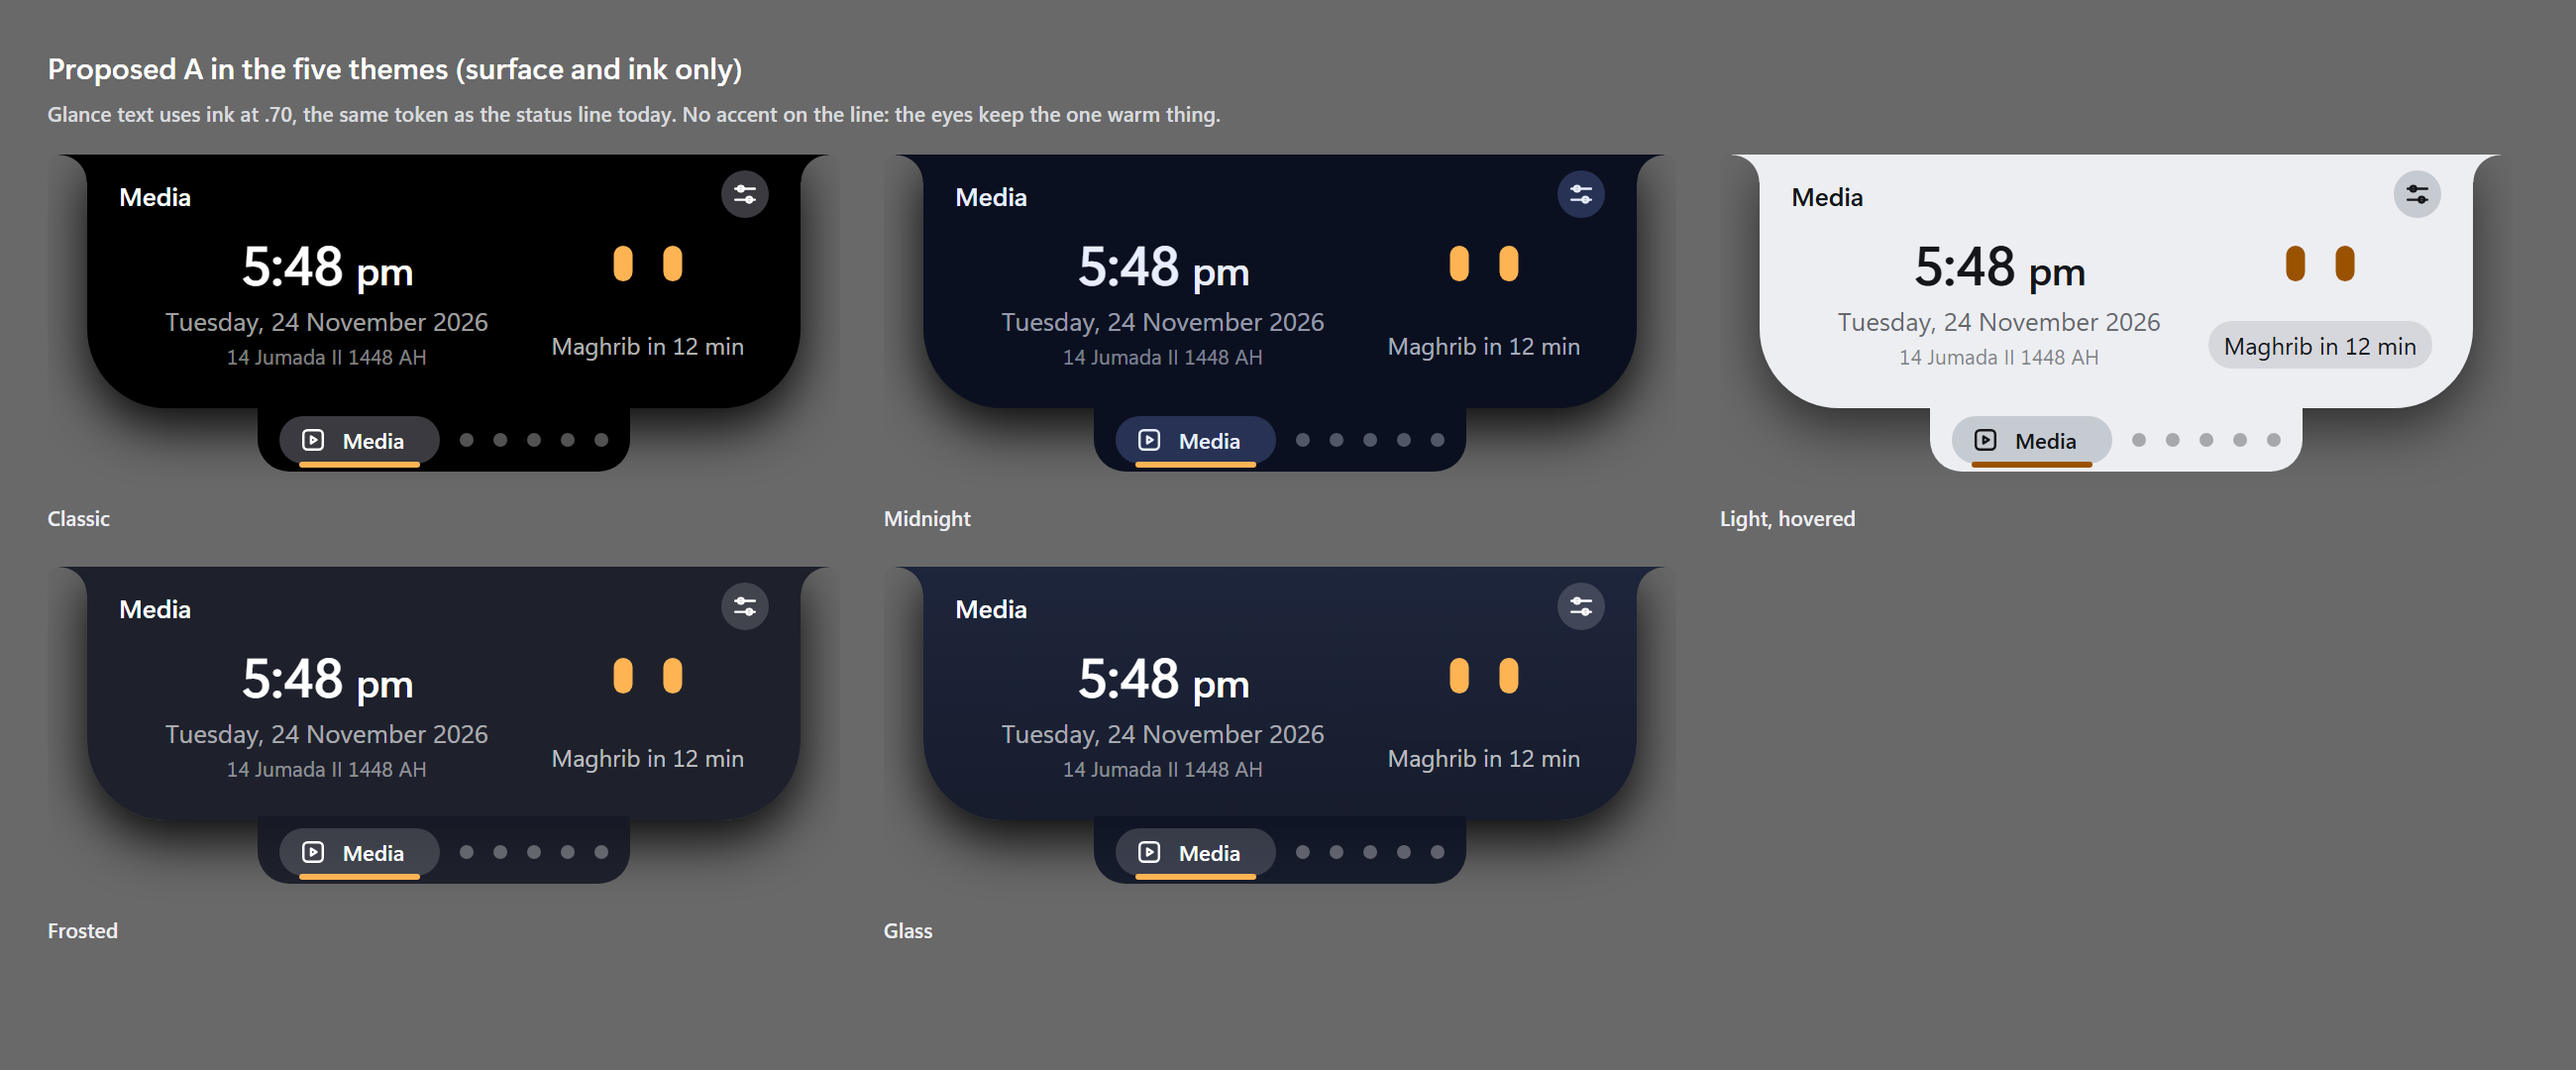 Proposed A in the five themes (surface and ink only)
Glance text uses ink at .70, the same token as the status line today. No accent on the line: the eyes keep the one warm thing.
Media
5:48 pm
Tuesday, 24 November 2026
14 Jumada II 1448 AH
Maghrib in 12 min
Media
Classic
Media
5:48 pm
Tuesday, 24 November 2026
14 Jumada II 1448 AH
Maghrib in 12 min
Media
Midnight
Media
5:48 pm
Tuesday, 24 November 2026
14 Jumada II 1448 AH
Maghrib in 12 min
Media
Light, hovered
Media
5:48 pm
Tuesday, 24 November 2026
14 Jumada II 1448 AH
Maghrib in 12 min
Media
Frosted
Media
5:48 pm
Tuesday, 24 November 2026
14 Jumada II 1448 AH
Maghrib in 12 min
Media
Glass